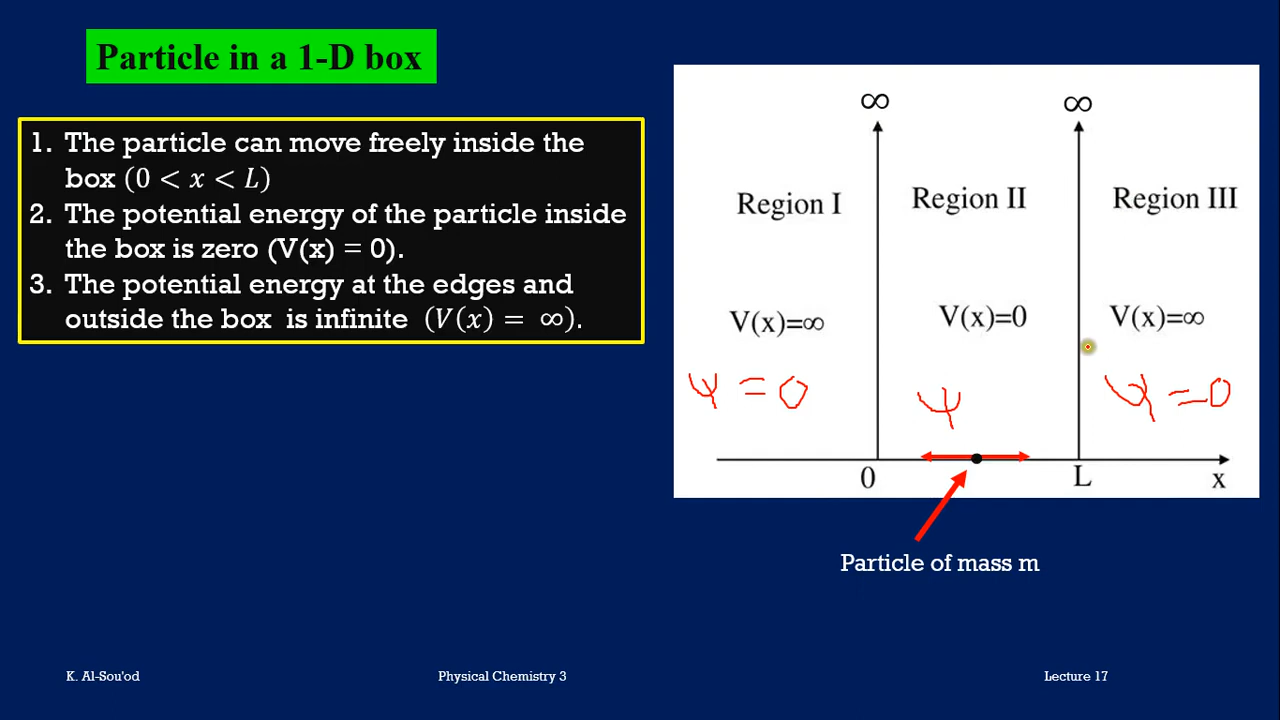 Particle in a 1-D box
1. The particle can move freely inside the
box (0 < x < L)
2. The potential energy of the particle inside
the box is zero (V(x) = 0).
3. The potential energy at the edges and
outside the box is infinite (V(x) = ∞).
∞ ∞
Region I Region II Region III
V(x)=∞ V(x)=0 V(x)=∞
Ψ = 0 Ψ Ψ = 0
0 L x
Particle of mass m
K. Al-Sou'od Physical Chemistry 3 Lecture 17